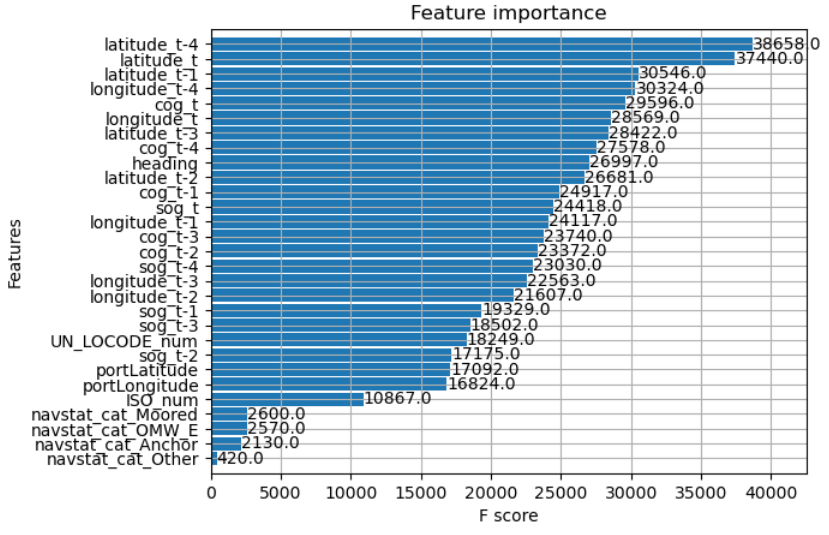 Feature importance
latitude_t-4 38658.0
latitude_t 37440.0
latitude_t-1 30546.0
longitude_t-4 30324.0
cog_t 29596.0
longitude_t 28569.0
latitude_t-3 28422.0
cog_t-4 27578.0
heading 26997.0
latitude_t-2 26681.0
cog_t-1 24917.0
sog_t 24418.0
longitude_t-1 24117.0
cog_t-3 23740.0
cog_t-2 23372.0
sog_t-4 23030.0
longitude_t-3 22563.0
longitude_t-2 21607.0
sog_t-1 19329.0
sog_t-3 18502.0
UN_LOCODE_num 18249.0
sog_t-2 17175.0
portLatitude 17092.0
portLongitude 16824.0
ISO_num 10867.0
navstat_cat_Moored 2600.0
navstat_cat_OMW_E 2570.0
navstat_cat_Anchor 2130.0
navstat_cat_Other 420.0
Features
0 5000 10000 15000 20000 25000 30000 35000 40000
F score